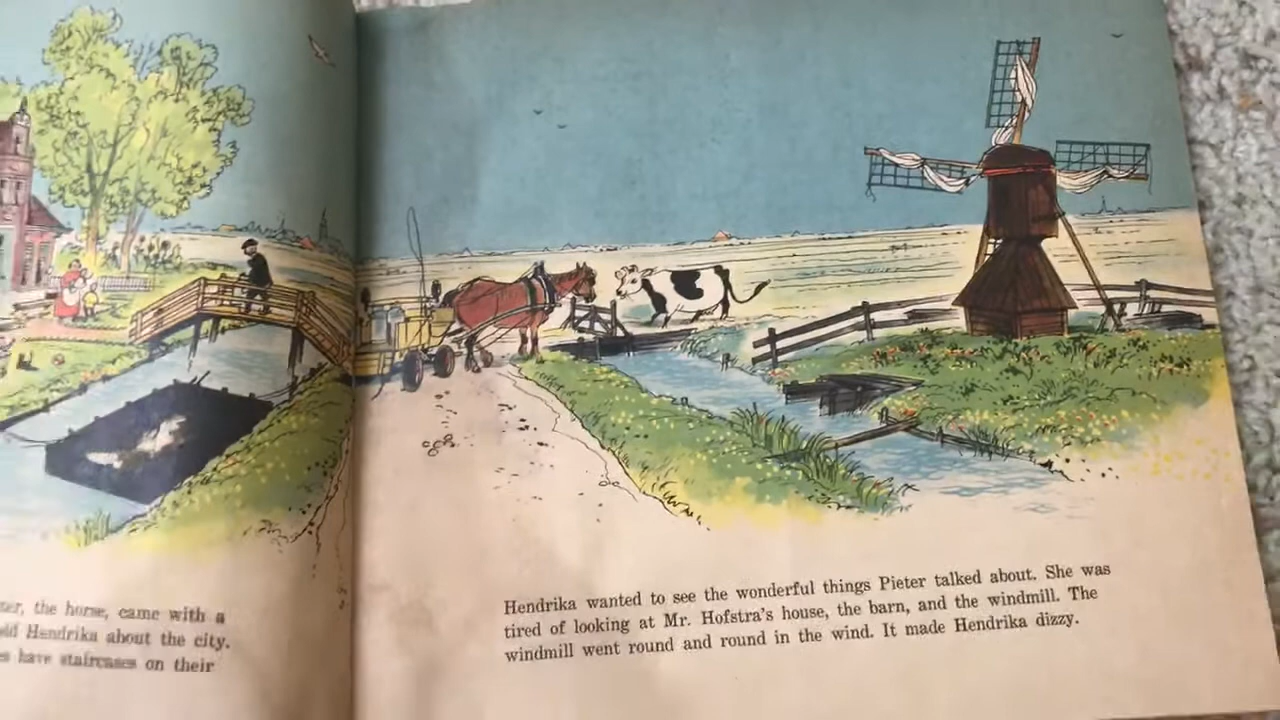 the horse, came with a
Hendrika about the city.
have staircases on their
Hendrika wanted to see the wonderful things Pieter talked about. She was
tired of looking at Mr. Hofstra's house, the barn, and the windmill. The
windmill went round and round in the wind. It made Hendrika dizzy.